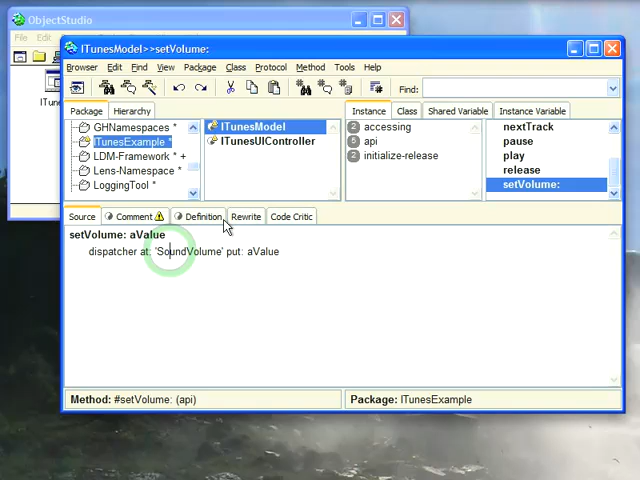 ObjectStudio
File
Edit
ITu
ITunesModel>>setVolume:
Browser Edit Find View Package Class Protocol Method Tools Help
Find:
Package Hierarchy
GHNamespaces *
ITunesExample *
LDM-Framework * +
Lens-Namespace *
LoggingTool *
ITunesModel
ITunesUIController
Instance Class Shared Variable Instance Variable
2 accessing
5 api
2 initialize-release
nextTrack
pause
play
release
setVolume:
Source Comment Definition Rewrite Code Critic
setVolume: aValue
dispatcher at: 'SoundVolume' put: aValue
Method: #setVolume: (api)
Package: ITunesExample